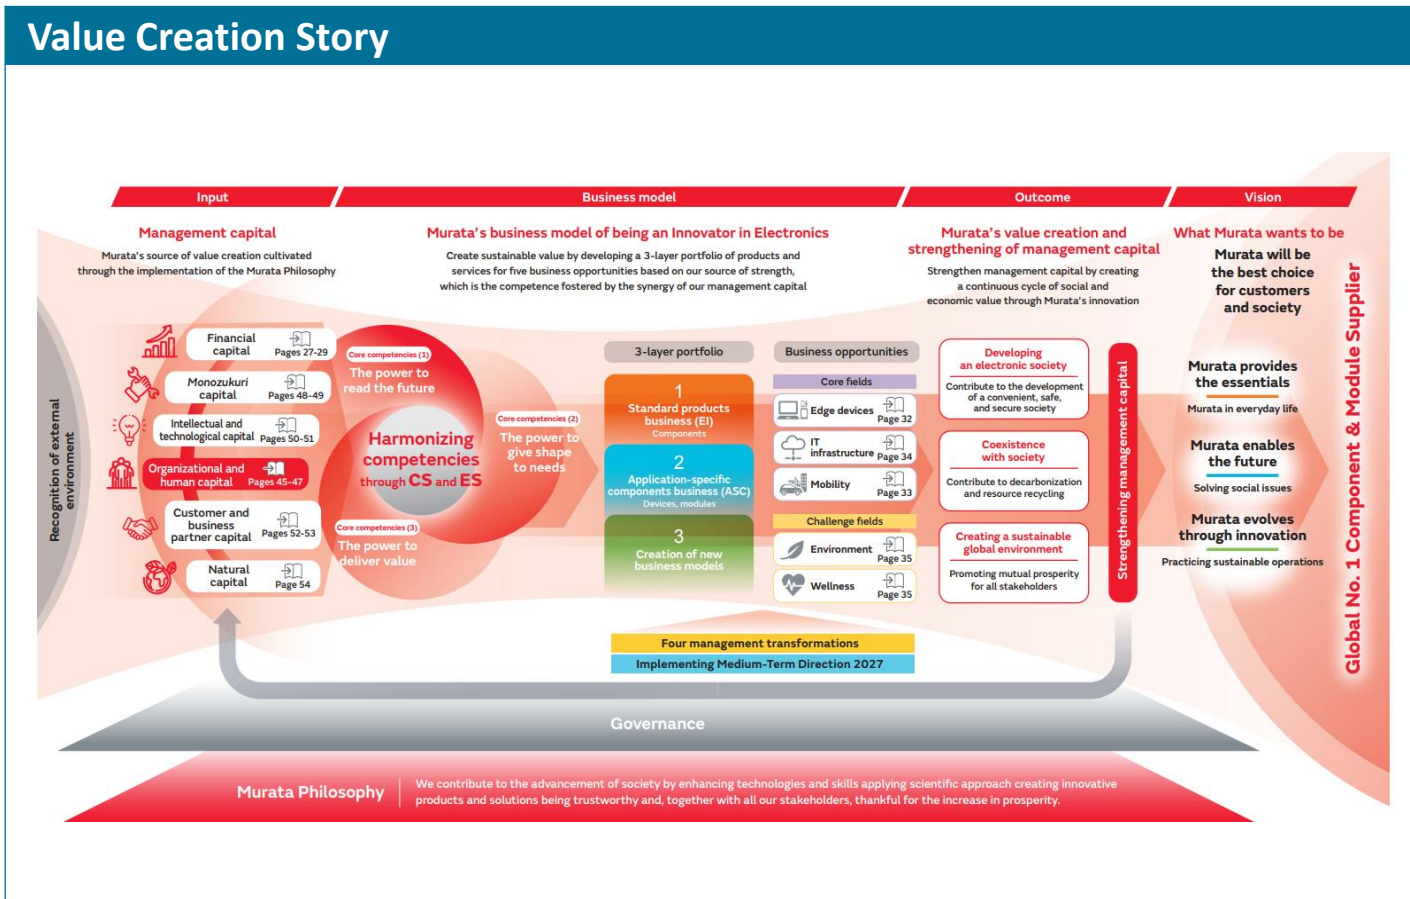 Value Creation Story
Input
Business model
Outcome
Vision
Management capital
Murata's source of value creation cultivated
through the implementation of the Murata Philosophy
Murata's business model of being an Innovator in Electronics
Create sustainable value by developing a 3-layer portfolio of products and
services for five business opportunities based on our source of strength,
which is the competence fostered by the synergy of our management capital
Murata's value creation and
strengthening of management capital
Strengthen management capital by creating
a continuous cycle of social and
economic value through Murata's innovation
What Murata wants to be
Murata will be
the best choice
for customers
and society
Recognition of external
environment
Financial
capital
Pages 27-29
Monozukuri
capital
Pages 48-49
Intellectual and
technological capital
Pages 50-51
Organizational and
human capital
Pages 45-47
Customer and
business
partner capital
Pages 52-53
Natural
capital
Page 54
Core competencies (1)
The power to
read the future
Harmonizing
competencies
through CS and ES
Core competencies (2)
The power to
give shape
to needs
Core competencies (3)
The power to
deliver value
3-layer portfolio
1
Standard products
business (EI)
Components
2
Application-specific
components business (ASC)
Devices, modules
3
Creation of new
business models
Business opportunities
Core fields
Edge devices
Page 32
IT
infrastructure
Page 34
Mobility
Page 33
Challenge fields
Environment
Page 35
Wellness
Page 35
Four management transformations
Implementing Medium-Term Direction 2027
Developing
an electronic society
Contribute to the development
of a convenient, safe,
and secure society
Coexistence
with society
Contribute to decarbonization
and resource recycling
Creating a sustainable
global environment
Promoting mutual prosperity
for all stakeholders
Strengthening management capital
Murata provides
the essentials
Murata in everyday life
Murata enables
the future
Solving social issues
Murata evolves
through innovation
Practicing sustainable operations
Global No. 1 Component & Module Supplier
Governance
Murata Philosophy
We contribute to the advancement of society by enhancing technologies and skills applying scientific approach creating innovative
products and solutions being trustworthy and, together with all our stakeholders, thankful for the increase in prosperity.